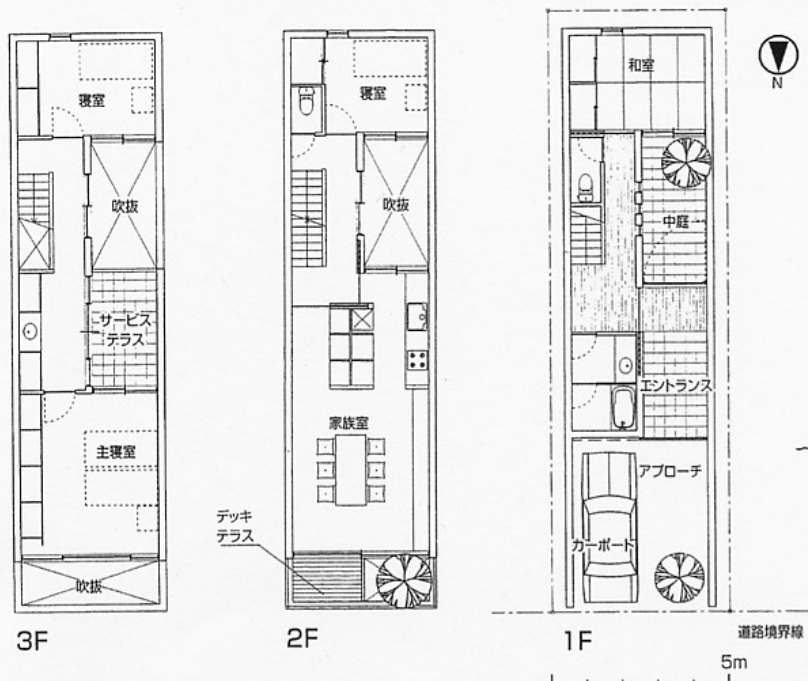 寝室
吹抜
サービス
テラス
主寝室
吹抜
3F
寝室
吹抜
家族室
デッキ
テラス
2F
和室
中庭
エントランス
アプローチ
カーポート
1F
N
道路境界線
5m